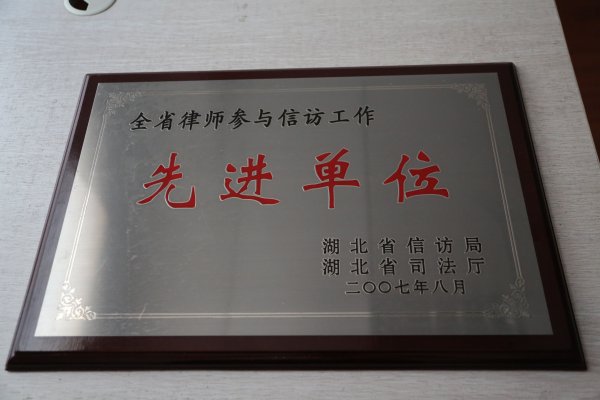 全省律师参与信访工作
先进单位
湖北省信访局
湖北省司法厅
二〇〇七年八月